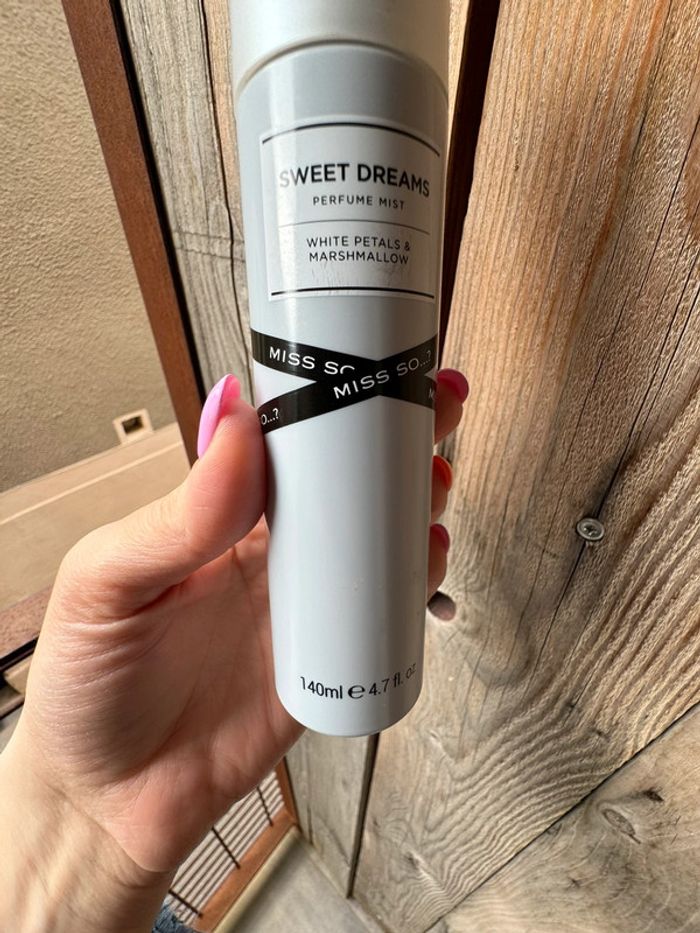 SWEET DREAMS
PERFUME MIST
WHITE PETALS &
MARSHMALLOW
MISS SO
MISS SO...?
O...?
M
140ml ℮ 4.7 fl. oz